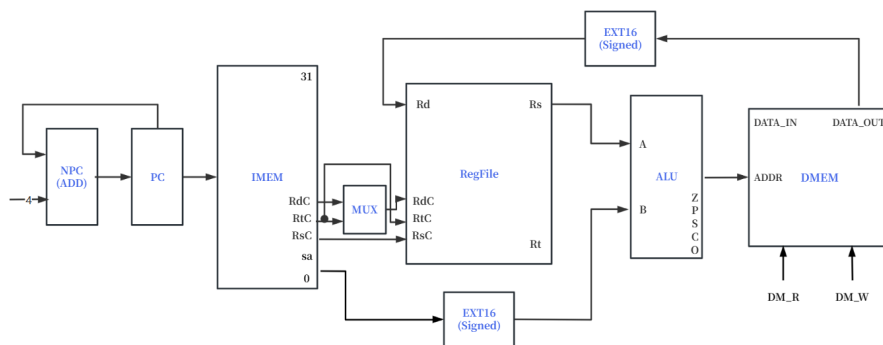 EXT16
(Signed)
31
Rd
Rs
DATA_IN
DATA_OUT
NPC
(ADD)
4
PC
IMEM
RegFile
A
ALU
ADDR
DMEM
RdC
RtC
RsC
sa
0
MUX
RdC
RtC
RsC
Rt
B
Z
P
S
C
O
DM_R
DM_W
EXT16
(Signed)